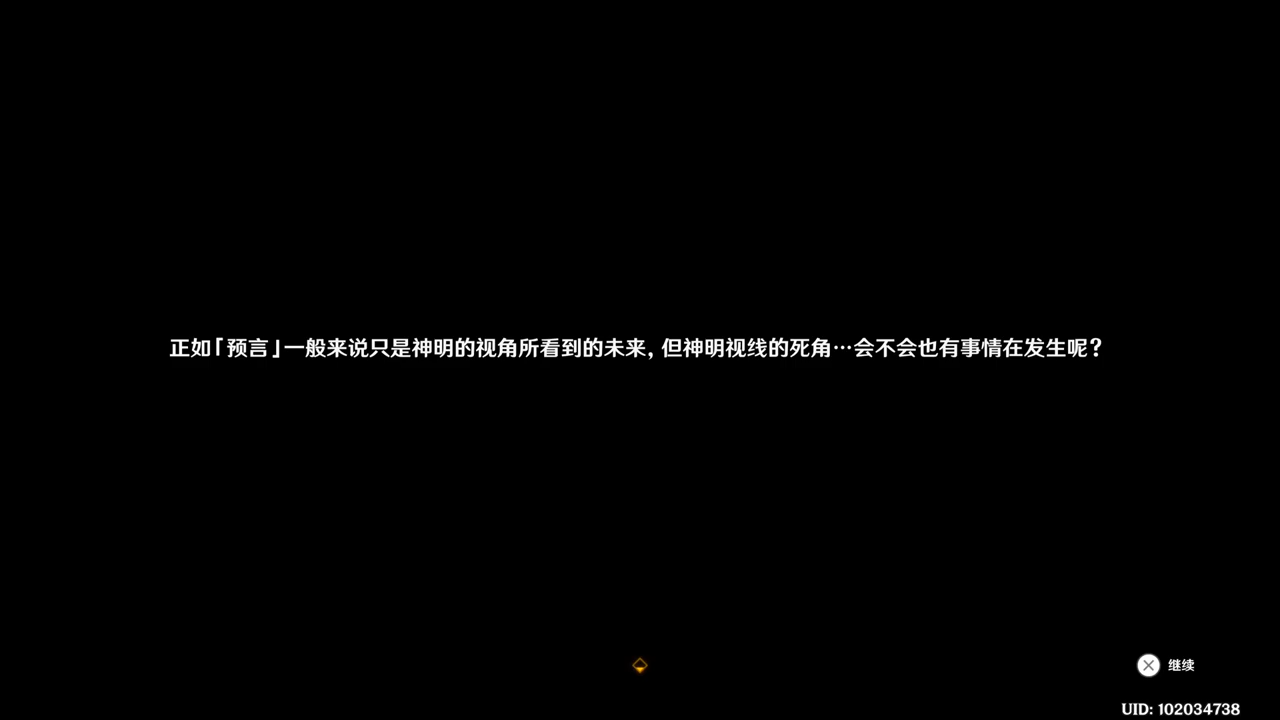 正如「预言」一般来说只是神明的视角所看到的未来，但神明视线的死角…会不会也有事情在发生呢？
继续
UID: 102034738